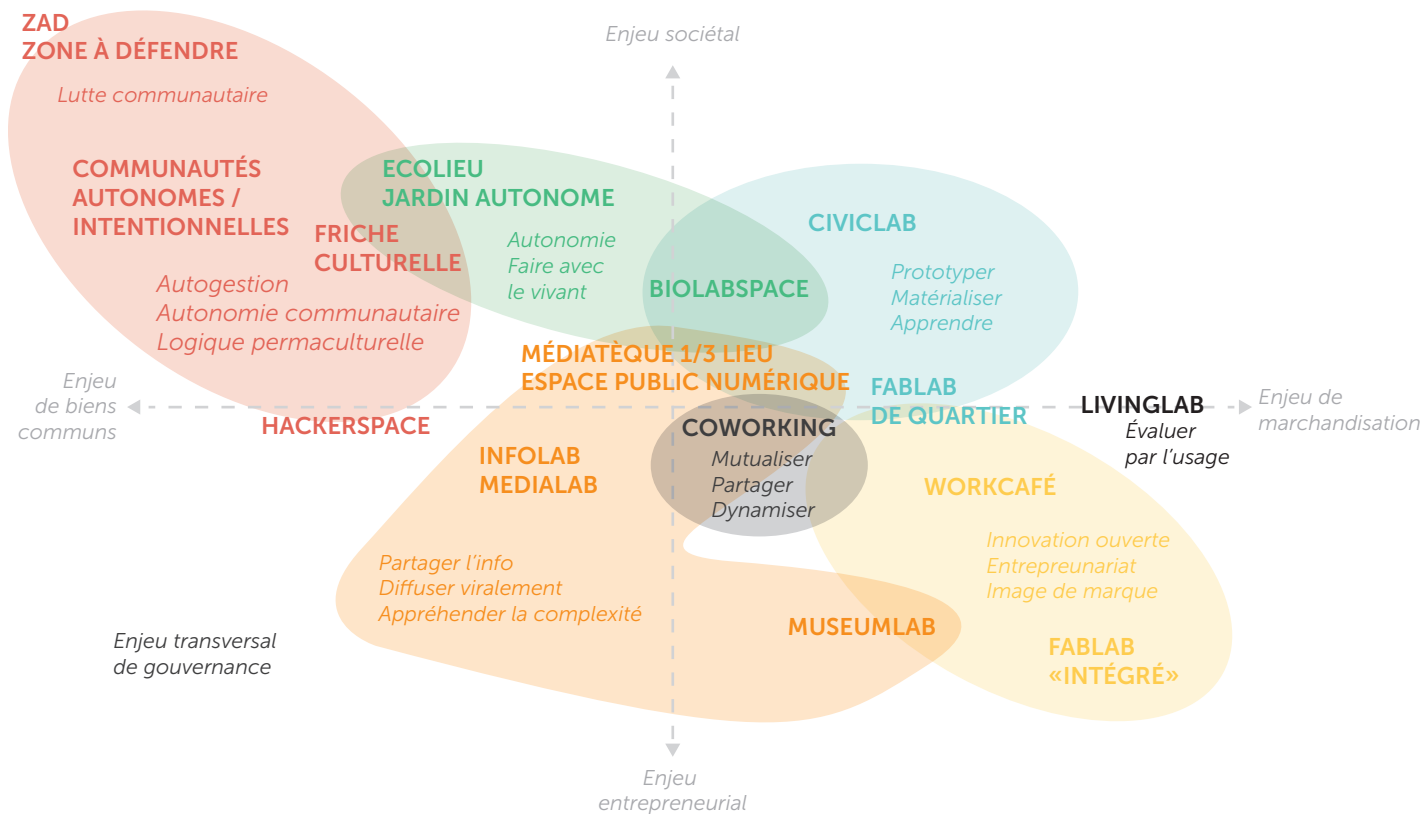 ZAD
ZONE À DÉFENDRE
Lutte communautaire
Enjeu sociétal
COMMUNAUTÉS
AUTONOMES /
INTENTIONNELLES
FRICHE
CULTURELLE
Autogestion
Autonomie communautaire
Logique permaculturelle
ECOLIEU
JARDIN AUTONOME
Autonomie
Faire avec
le vivant
BIOLABSPACE
CIVICLAB
Prototyper
Matérialiser
Apprendre
MÉDIATÈQUE 1/3 LIEU
ESPACE PUBLIC NUMÉRIQUE
FABLAB
DE QUARTIER
Enjeu
de biens
communs
HACKERSPACE
LIVINGLAB
Évaluer
par l’usage
Enjeu de
marchandisation
COWORKING
Mutualiser
Partager
Dynamiser
INFOLAB
MEDIALAB
WORKCAFÉ
Innovation ouverte
Entrepreunariat
Image de marque
Partager l’info
Diffuser viralement
Appréhender la complexité
MUSEUMLAB
FABLAB
«INTÉGRÉ»
Enjeu transversal
de gouvernance
Enjeu
entrepreneurial